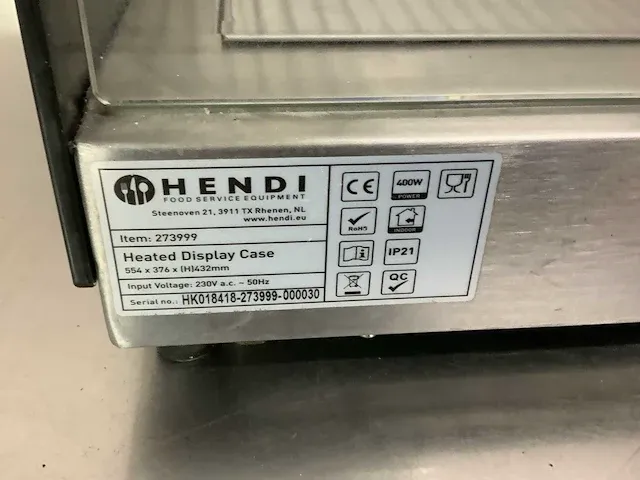 HENDI
FOOD SERVICE EQUIPMENT
Steenoven 21, 3911 TX Rhenen, NL
www.hendi.eu
Item: 273999
Heated Display Case
554 x 376 x (H)432mm
Input Voltage: 230V a.c. ~ 50Hz
Serial no.: HK018418-273999-000030
CE
400W
POWER
RoHS
INDOOR
i
IP21
QC